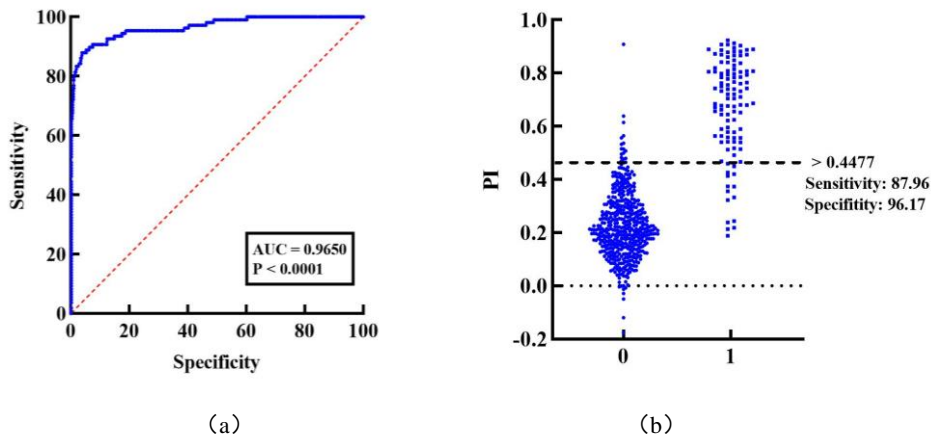 100
80
60
40
20
0
Sensitivity
AUC = 0.9650
P < 0.0001
0 20 40 60 80 100
Specificity
(a)
1.0
0.8
0.6
0.4
0.2
0.0
-0.2
PI
> 0.4477
Sensitivity: 87.96
Specifitity: 96.17
0 1
(b)